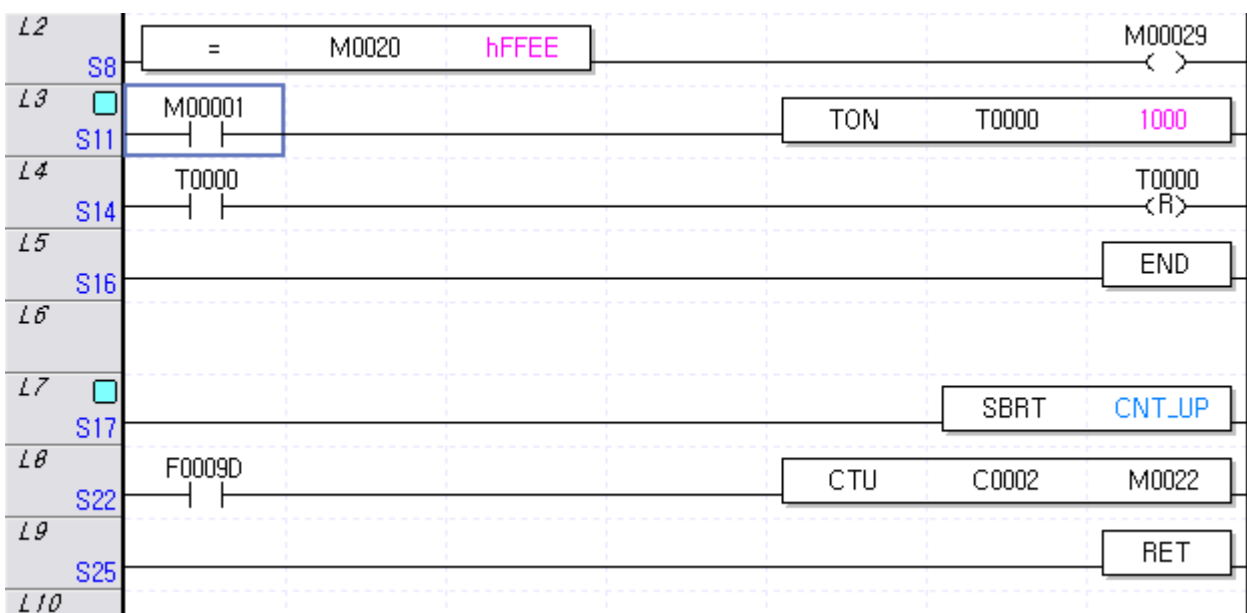 L2
= M0020 hFFEE
M00029
S8
( )
L3
M00001
TON T0000 1000
S11
L4
T0000
T0000
S14
(R)
L5
END
S16
L6
L7
SBRT CNT_UP
S17
L8
F0009D
CTU C0002 M0022
S22
L9
RET
S25
L10